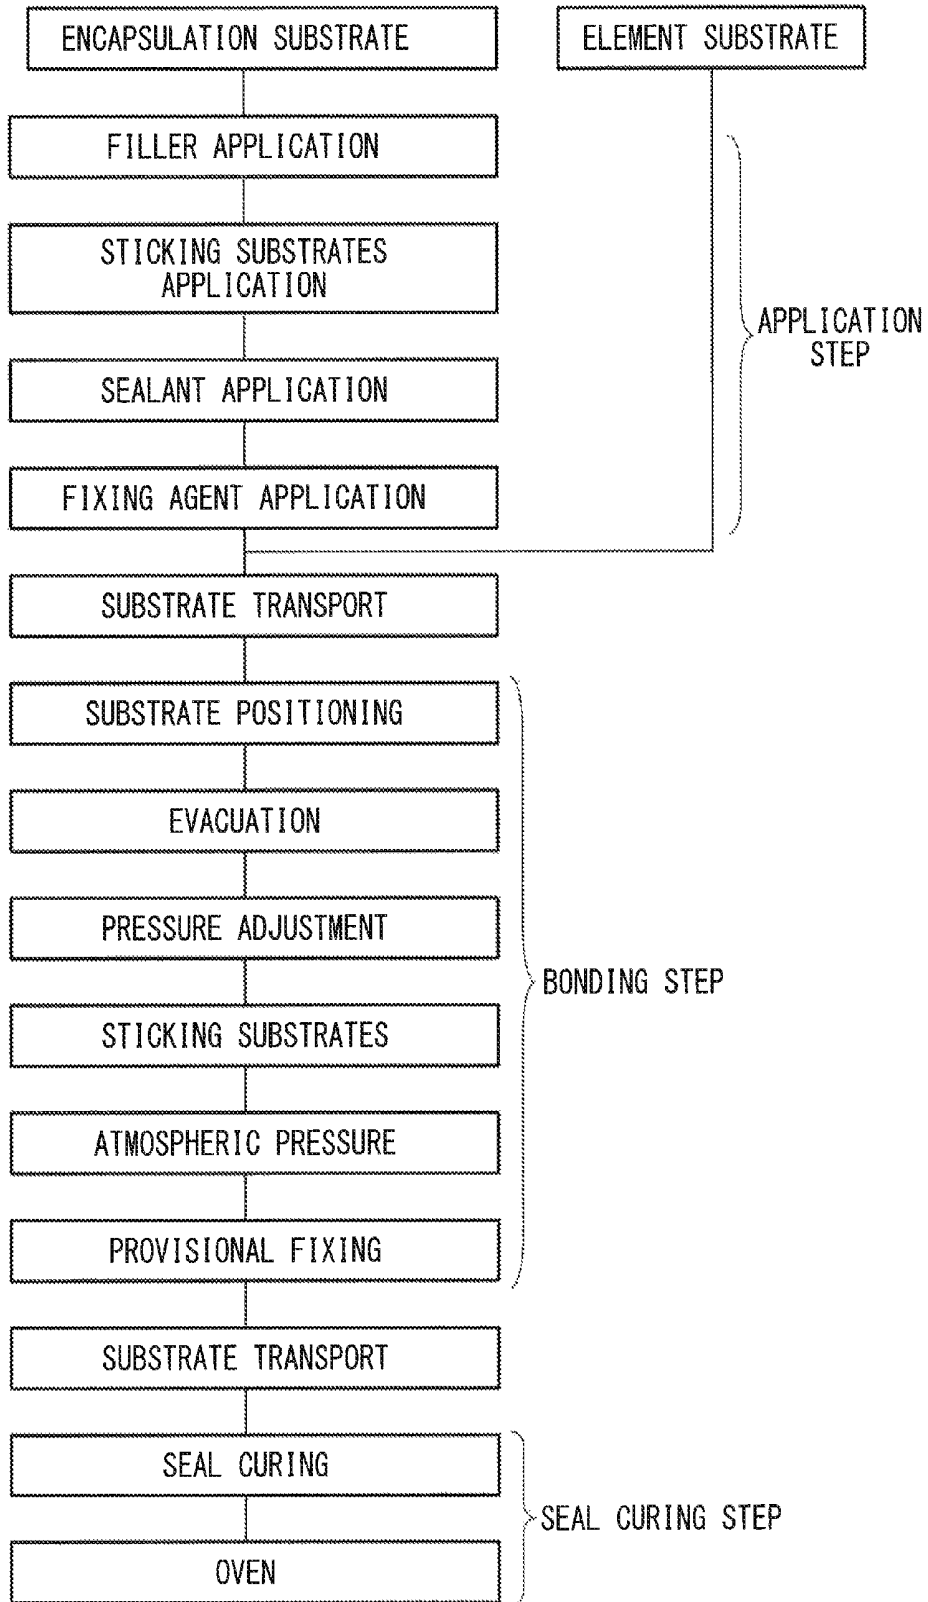 ENCAPSULATION SUBSTRATE
ELEMENT SUBSTRATE
FILLER APPLICATION
STICKING SUBSTRATES
APPLICATION
SEALANT APPLICATION
FIXING AGENT APPLICATION
APPLICATION
STEP
SUBSTRATE TRANSPORT
SUBSTRATE POSITIONING
EVACUATION
PRESSURE ADJUSTMENT
STICKING SUBSTRATES
ATMOSPHERIC PRESSURE
PROVISIONAL FIXING
BONDING STEP
SUBSTRATE TRANSPORT
SEAL CURING
OVEN
SEAL CURING STEP